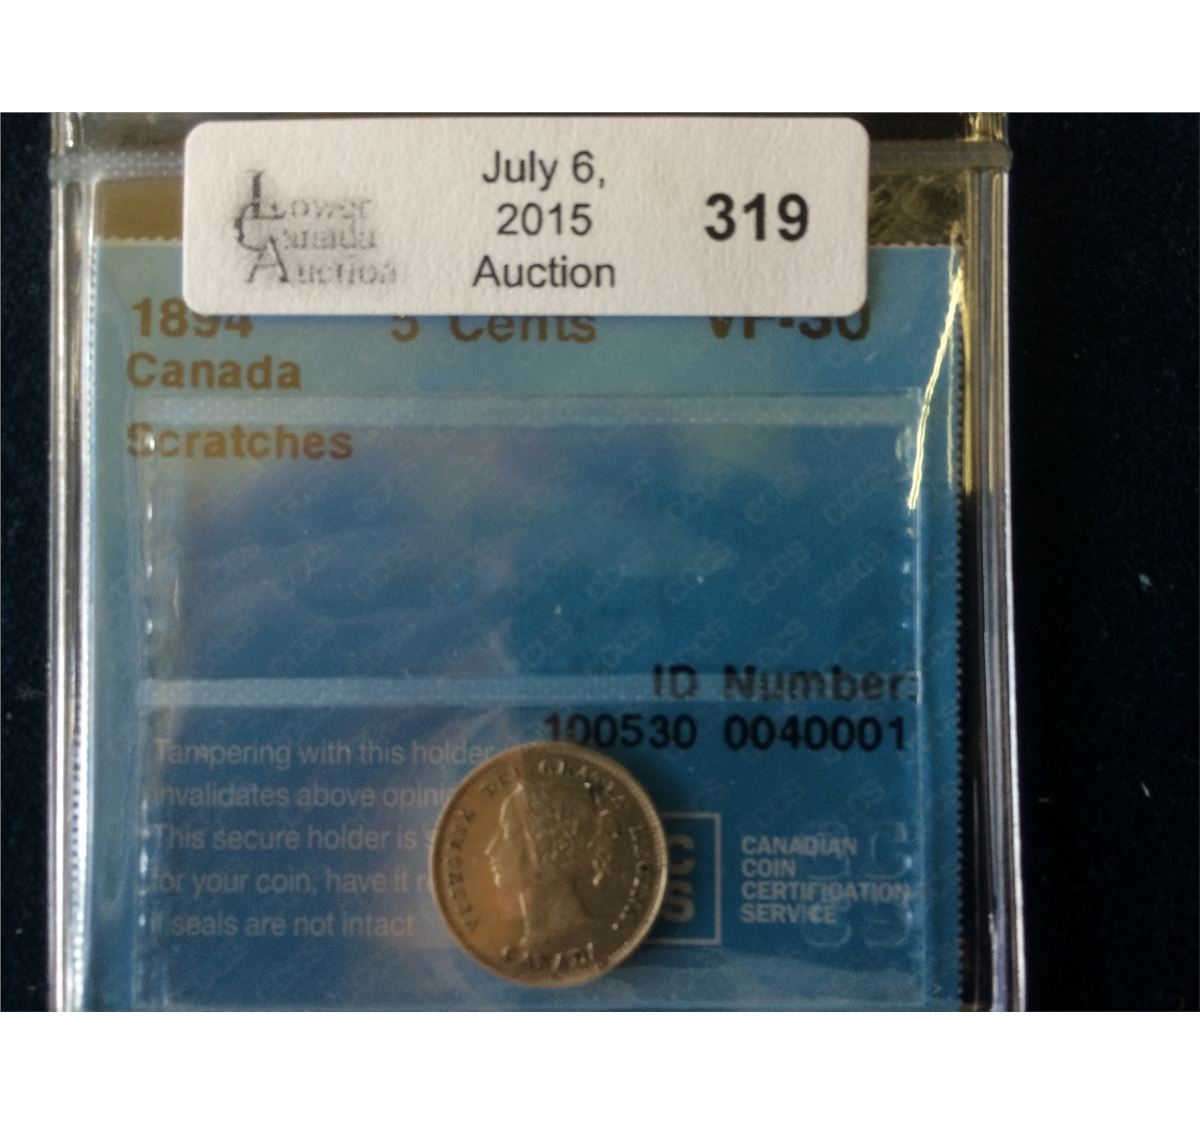 Lower
Canada
Auction
July 6,
2015
Auction
319
1894 5 Cents VF-30
Canada
Scratches
ID Number:
100530 0040001
Tampering with this holder
invalidates above opini
This secure holder is s
for your coin, have it r
if seals are not intact
CANADIAN
COIN
CERTIFICATION
SERVICE
VICTORIA DEI GRATIA REGINA
CANADA